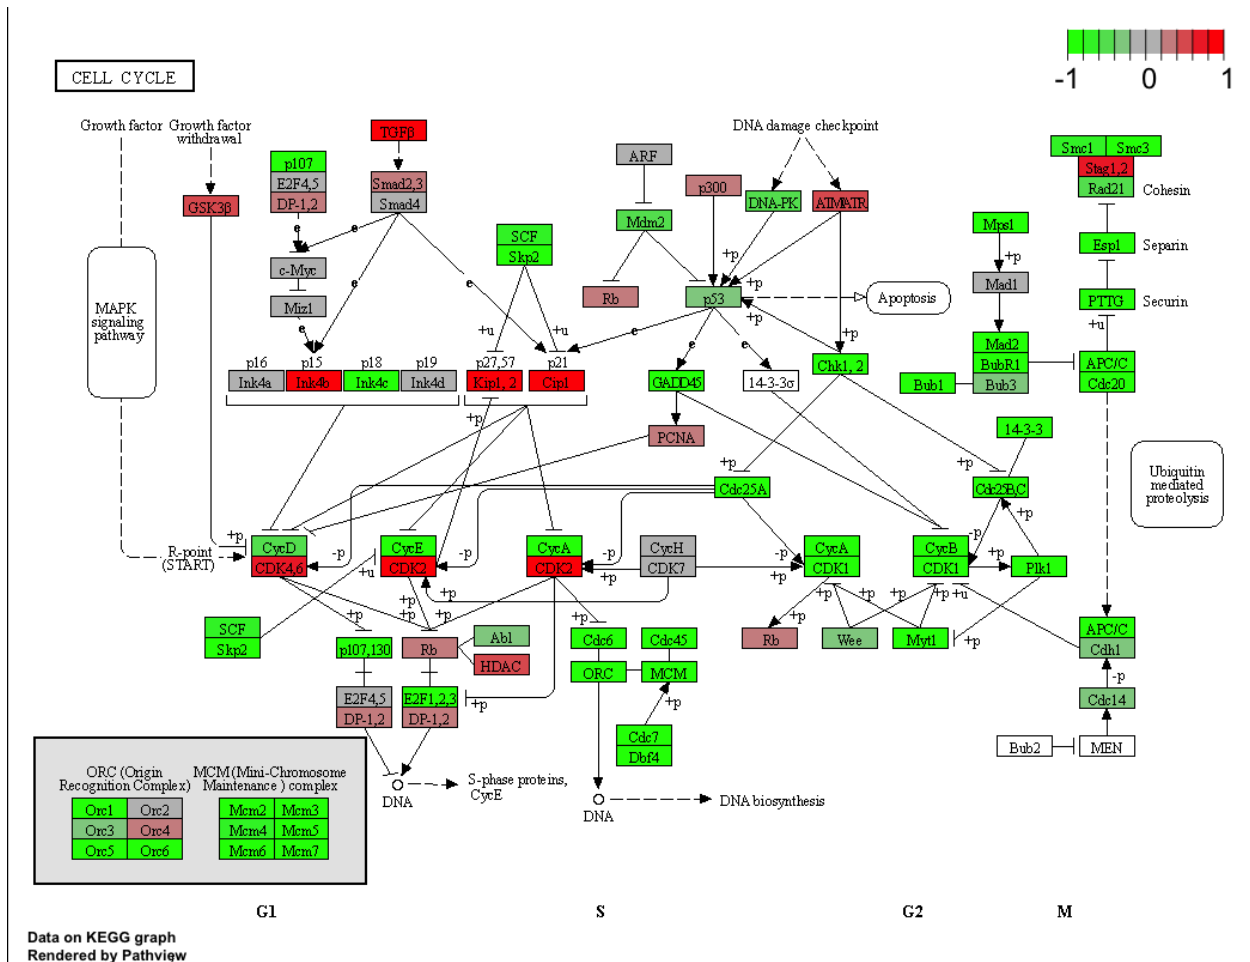 -1 0 1
CELL CYCLE
Growth factor
Growth factor
withdrawal
TGFβ
DNA damage checkpoint
Smc1 Smc3
Stag1,2
Rad21
Cohesin
p107
E2F4,5
DP-1,2
Smad2,3
Smad4
ARF
p300
DNA-PK
ATM/ATR
GSK3β
Mdm2
Mps1
Esp1
Separin
SCF
Skp2
e
e
+p
+p
+p
c-Myc
Miz1
Rb
p53
Apoptosis
Mad1
PTTG
Securin
MAPK
signaling
pathway
e
e
+u
+u
e
+p
+p
+u
e
e
p16
Ink4a
p15
Ink4b
p18
Ink4c
p19
Ink4d
p27,57
Kip1, 2
p21
Cip1
GADD45
14-3-3σ
Chk1, 2
Mad2
BubR1
Bub3
Bub1
APC/C
Cdc20
+p
PCNA
14-3-3
+p
+p
Cdc25A
Cdc25B,C
Ubiquitin
mediated
proteolysis
R-point
(START)
+p
CycD
CDK4,6
-p
CycE
CDK2
-p
CycA
CDK2
-p
+p
CycH
CDK7
-p
+p
CycA
CDK1
CycB
CDK1
-p
+p
+p
Plk1
+u
+p
+p
+p
+p
+p
+p
+p
+p
+u
SCF
Skp2
p107,130
Rb
Abl
HDAC
Cdc6
Cdc45
Rb
Wee
Myt1
+p
APC/C
Cdh1
ORC
MCM
-p
E2F4,5
DP-1,2
E2F1,2,3
DP-1,2
+p
+p
Cdc14
Cdc7
Dbf4
Bub2
MEN
DNA
S-phase proteins,
CycE
DNA
DNA biosynthesis
ORC (Origin
Recognition Complex)
MCM (Mini-Chromosome
Maintenance ) complex
Orc1 Orc2
Orc3 Orc4
Orc5 Orc6
Mcm2 Mcm3
Mcm4 Mcm5
Mcm6 Mcm7
G1 S G2 M
Data on KEGG graph
Rendered by Pathview